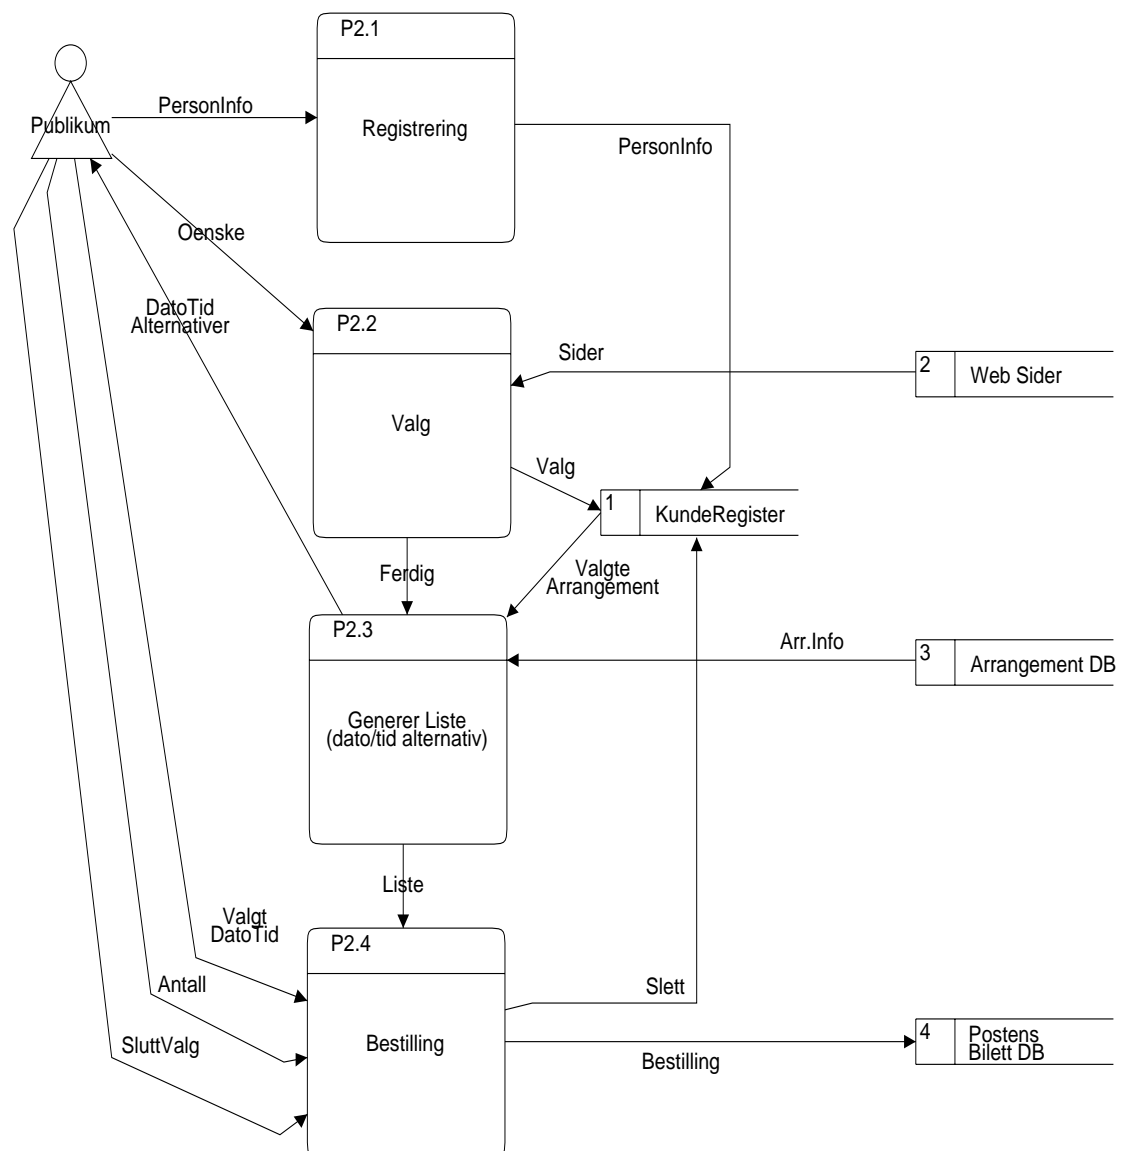 P2.1
PersonInfo
Publikum
Registrering
PersonInfo
Oenske
DatoTid
Alternativer
P2.2
Sider
2
Web Sider
Valg
Valg
1
KundeRegister
Ferdig
Valgte
Arrangement
P2.3
Arr.Info
3
Arrangement DB
Generer Liste
(dato/tid alternativ)
Liste
Valgt
DatoTid
P2.4
Antall
Slett
SluttValg
Bestilling
Bestilling
4
Postens
Bilett DB